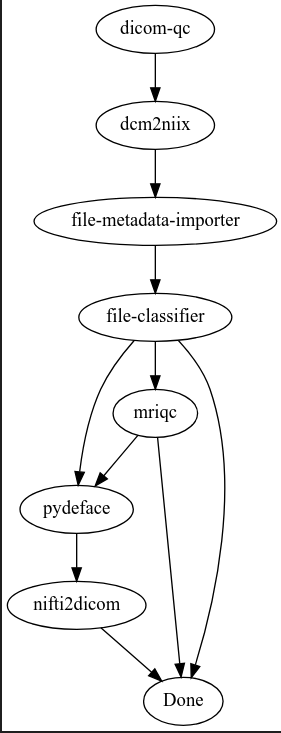 dicom-qc
dcm2niix
file-metadata-importer
file-classifier
mriqc
pydeface
nifti2dicom
Done